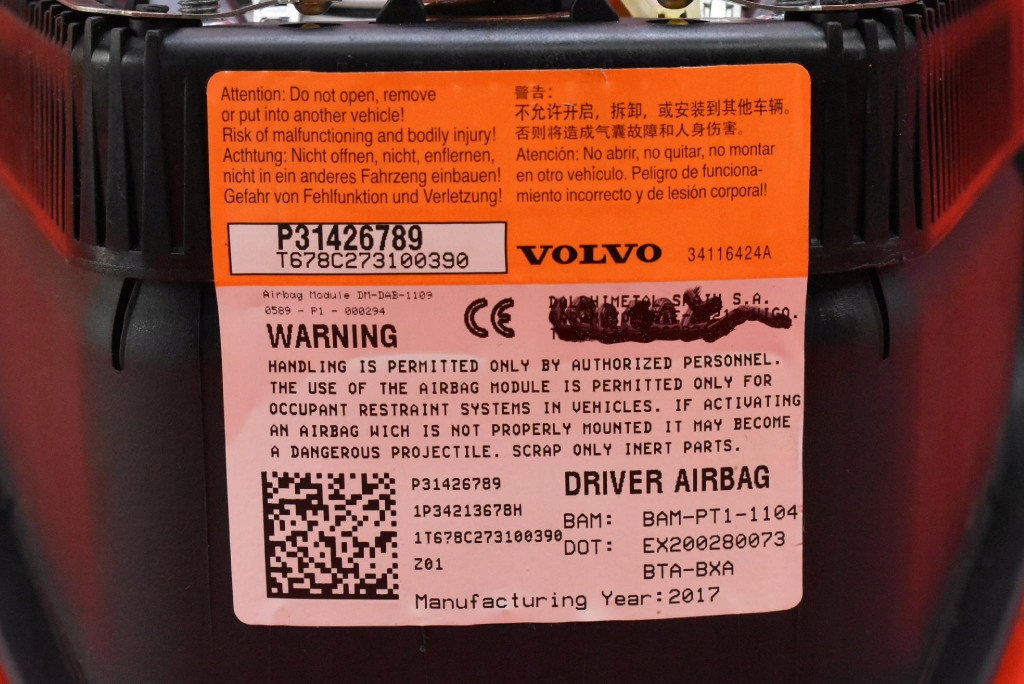 Attention: Do not open, remove
or put into another vehicle!
Risk of malfunctioning and bodily injury!
Achtung: Nicht offnen, nicht, enflernen,
nicht in ein anderes Fahrzeng einbauen!
Gefahr von Fehlfunktion und Verletzung!
警告:
不允许开启，拆卸，或安装到其他车辆。
否则将造成气囊故障和人身伤害。
Atención: No abrir, no quitar, no montar
en otro vehículo. Peligro de funciona-
miento incorrecto y de lesión corporal!
P31426789
T678C273100390
VOLVO
34116424A
Airbag Module DM-DAB-1109
0589 - P1 - 000294
CE
DALPHIMETAL SPAIN S.A.
WARNING
HANDLING IS PERMITTED ONLY BY AUTHORIZED PERSONNEL.
THE USE OF THE AIRBAG MODULE IS PERMITTED ONLY FOR
OCCUPANT RESTRAINT SYSTEMS IN VEHICLES. IF ACTIVATING
AN AIRBAG WICH IS NOT PROPERLY MOUNTED IT MAY BECOME
A DANGEROUS PROJECTILE. SCRAP ONLY INERT PARTS.
P31426789
1P34213678H
1T678C273100390
Z01
DRIVER AIRBAG
BAM: BAM-PT1-1104
DOT: EX200280073
BTA-BXA
Manufacturing Year:2017